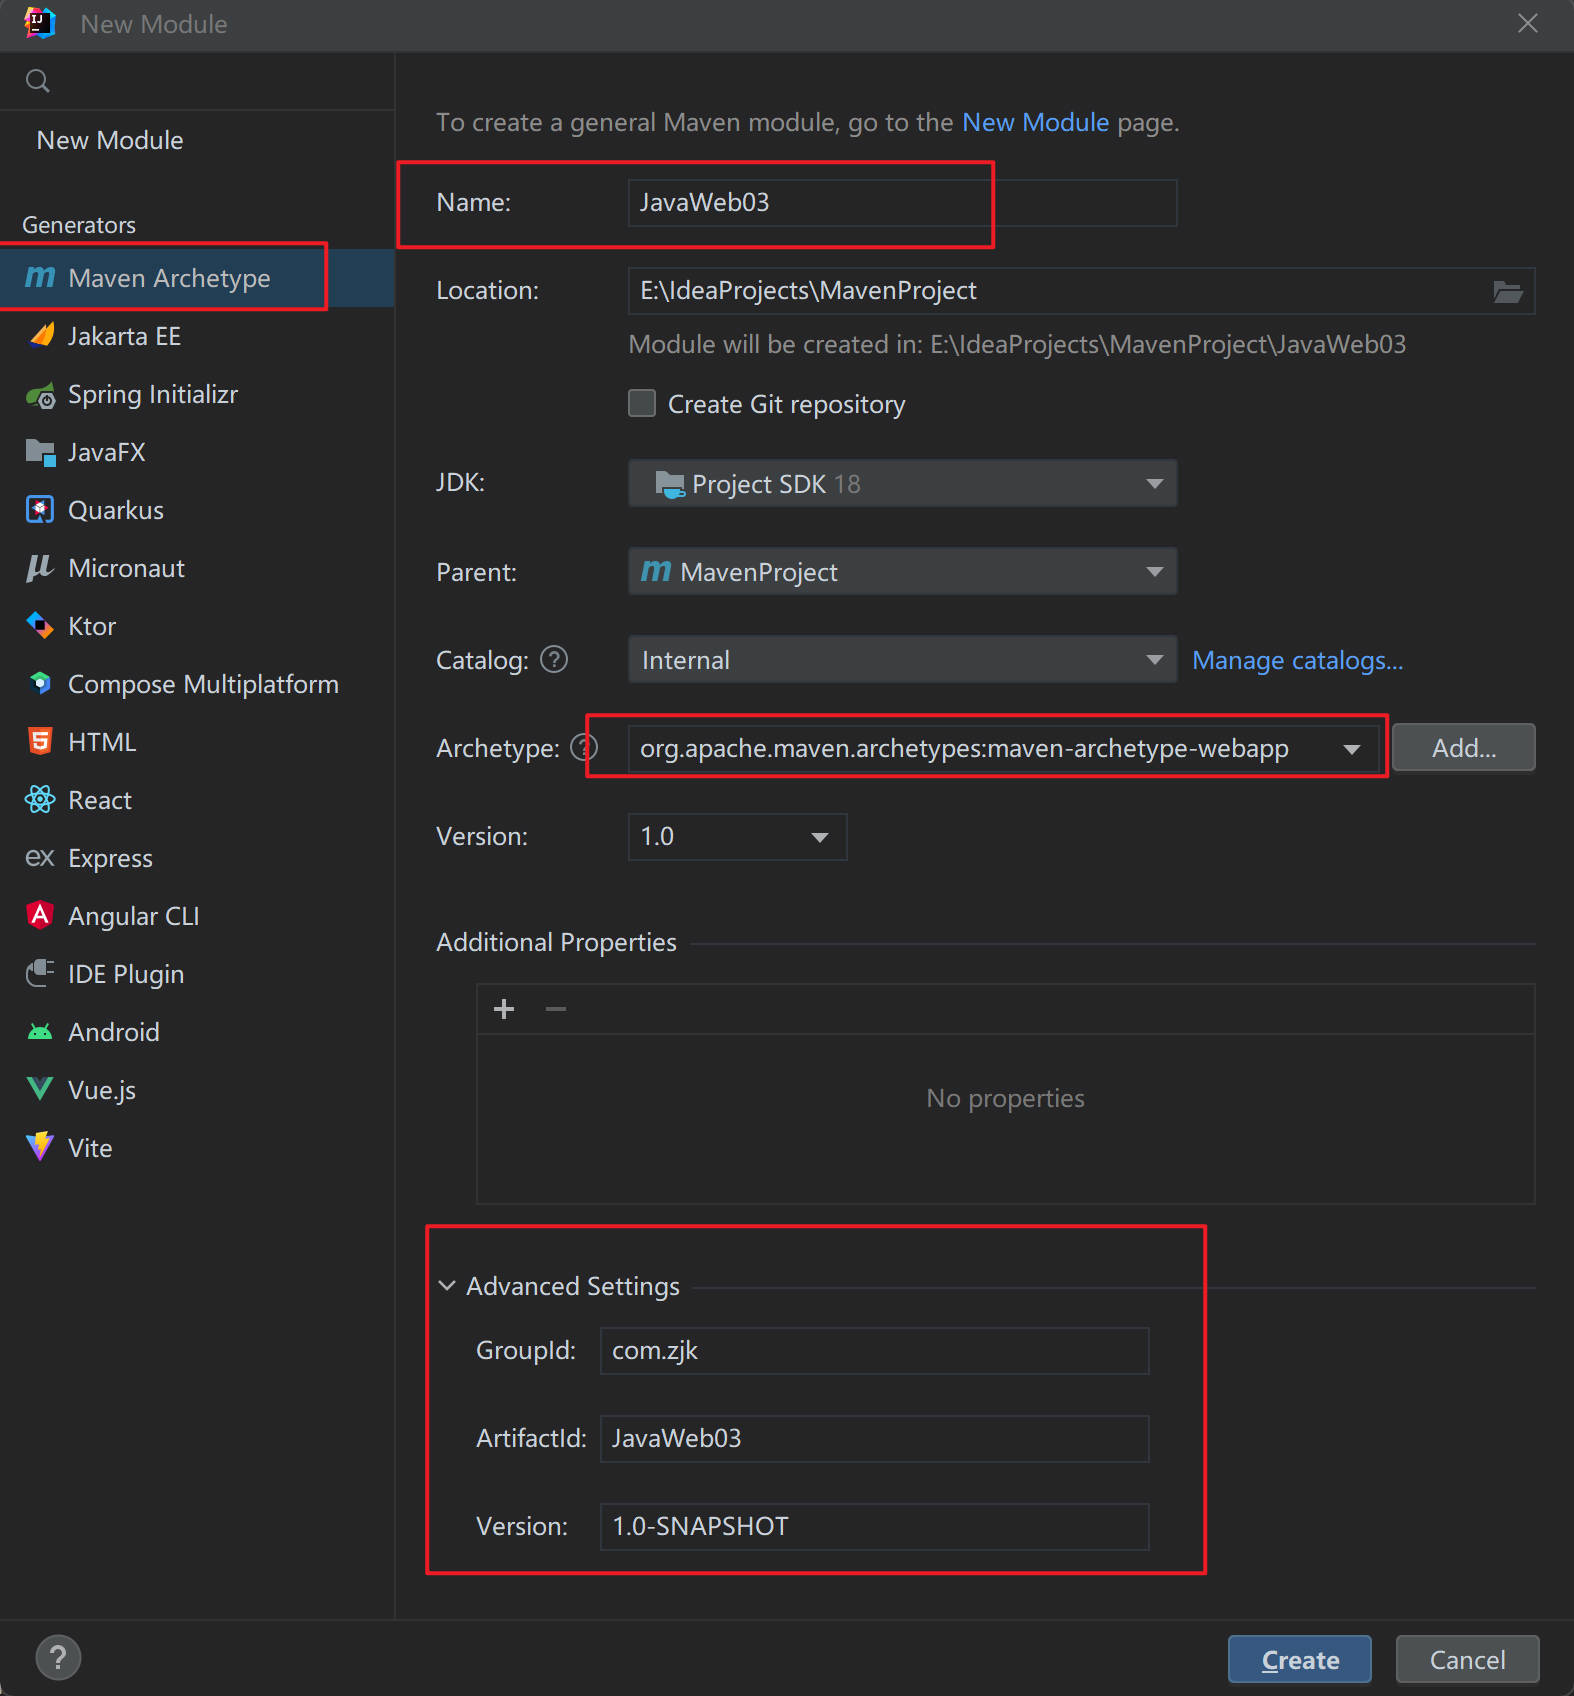 New Module
New Module
Generators
Maven Archetype
Jakarta EE
Spring Initializr
JavaFX
Quarkus
Micronaut
Ktor
Compose Multiplatform
HTML
React
ex Express
Angular CLI
IDE Plugin
Android
Vue.js
Vite
To create a general Maven module, go to the New Module page.
Name: JavaWeb03
Location: E:\IdeaProjects\MavenProject
Module will be created in: E:\IdeaProjects\MavenProject\JavaWeb03
Create Git repository
JDK: Project SDK 18
Parent: m MavenProject
Catalog: ? Internal Manage catalogs...
Archetype: ? org.apache.maven.archetypes:maven-archetype-webapp Add...
Version: 1.0
Additional Properties
+ −
No properties
Advanced Settings
GroupId: com.zjk
ArtifactId: JavaWeb03
Version: 1.0-SNAPSHOT
? Create Cancel